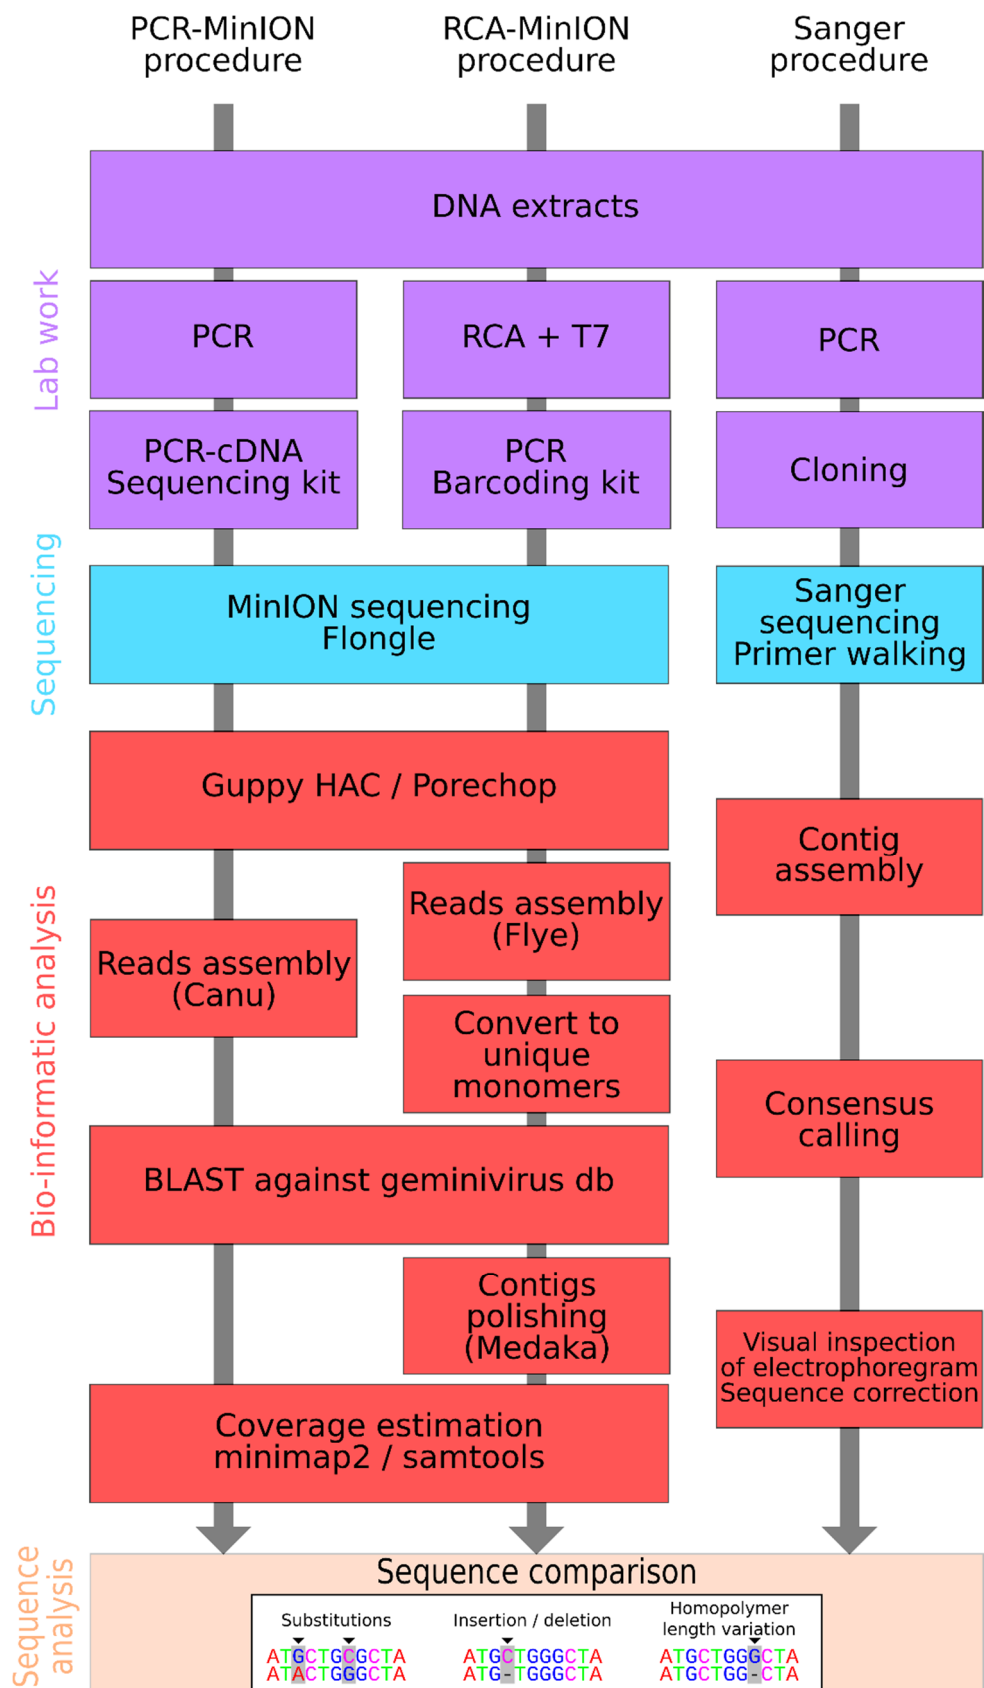 PCR-MinION
procedure
RCA-MinION
procedure
Sanger
procedure
DNA extracts
Lab work
PCR
RCA + T7
PCR
PCR-cDNA
Sequencing kit
PCR
Barcoding kit
Cloning
Sequencing
MinION sequencing
Flongle
Sanger
sequencing
Primer walking
Bio-informatic analysis
Guppy HAC / Porechop
Contig
assembly
Reads assembly
(Flye)
Reads assembly
(Canu)
Convert to
unique
monomers
Consensus
calling
BLAST against geminivirus db
Contigs
polishing
(Medaka)
Visual inspection
of electrophoregram
Sequence correction
Coverage estimation
minimap2 / samtools
Sequence
analysis
Sequence comparison
Substitutions
ATGCTGCGCTA
ATACTGGGCTA
Insertion / deletion
ATGCTGGGCTA
ATG-TGGGCTA
Homopolymer
length variation
ATGCTGGGCTA
ATGCTGG-CTA